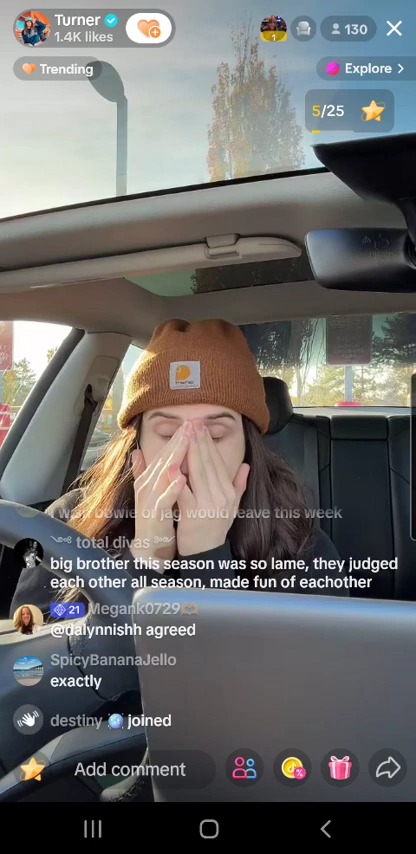 Turner
1.4K likes
1
130
Trending
Explore >
5/25
carhartt
I wish bowie or jag would leave this week
total divas
big brother this season was so lame, they judged
each other all season, made fun of eachother
21 Megank0729
@dalynnishh agreed
SpicyBananaJello
exactly
destiny joined
Add comment